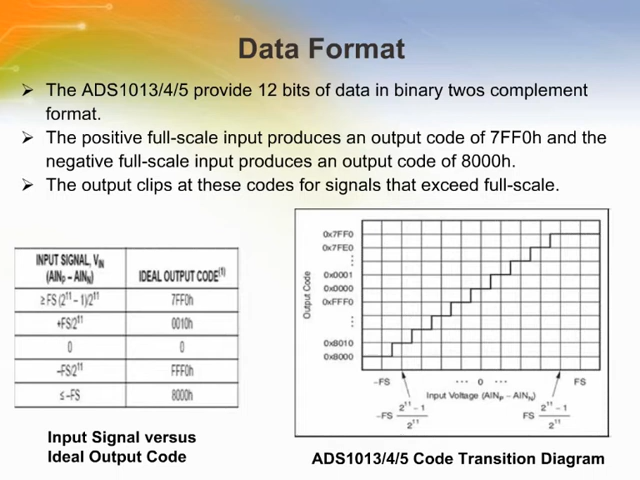 Data Format
➢ The ADS1013/4/5 provide 12 bits of data in binary twos complement
format.
➢ The positive full-scale input produces an output code of 7FF0h and the
negative full-scale input produces an output code of 8000h.
➢ The output clips at these codes for signals that exceed full-scale.
INPUT SIGNAL, V_IN
(AIN_P – AIN_N) IDEAL OUTPUT CODE(1)
≥FS (2^11 – 1)/2^11 7FF0h
+FS/2^11 0010h
0 0
–FS/2^11 FFF0h
≤ –FS 8000h
Input Signal versus
Ideal Output Code
Output Code
0x7FF0
0x7FE0
⋮
0x0001
0x0000
0xFFF0
⋮
0x8010
0x8000
–FS ... 0 ... FS
Input Voltage (AIN_P – AIN_N)
–FS (2^11 – 1)/2^11 FS (2^11 – 1)/2^11
ADS1013/4/5 Code Transition Diagram